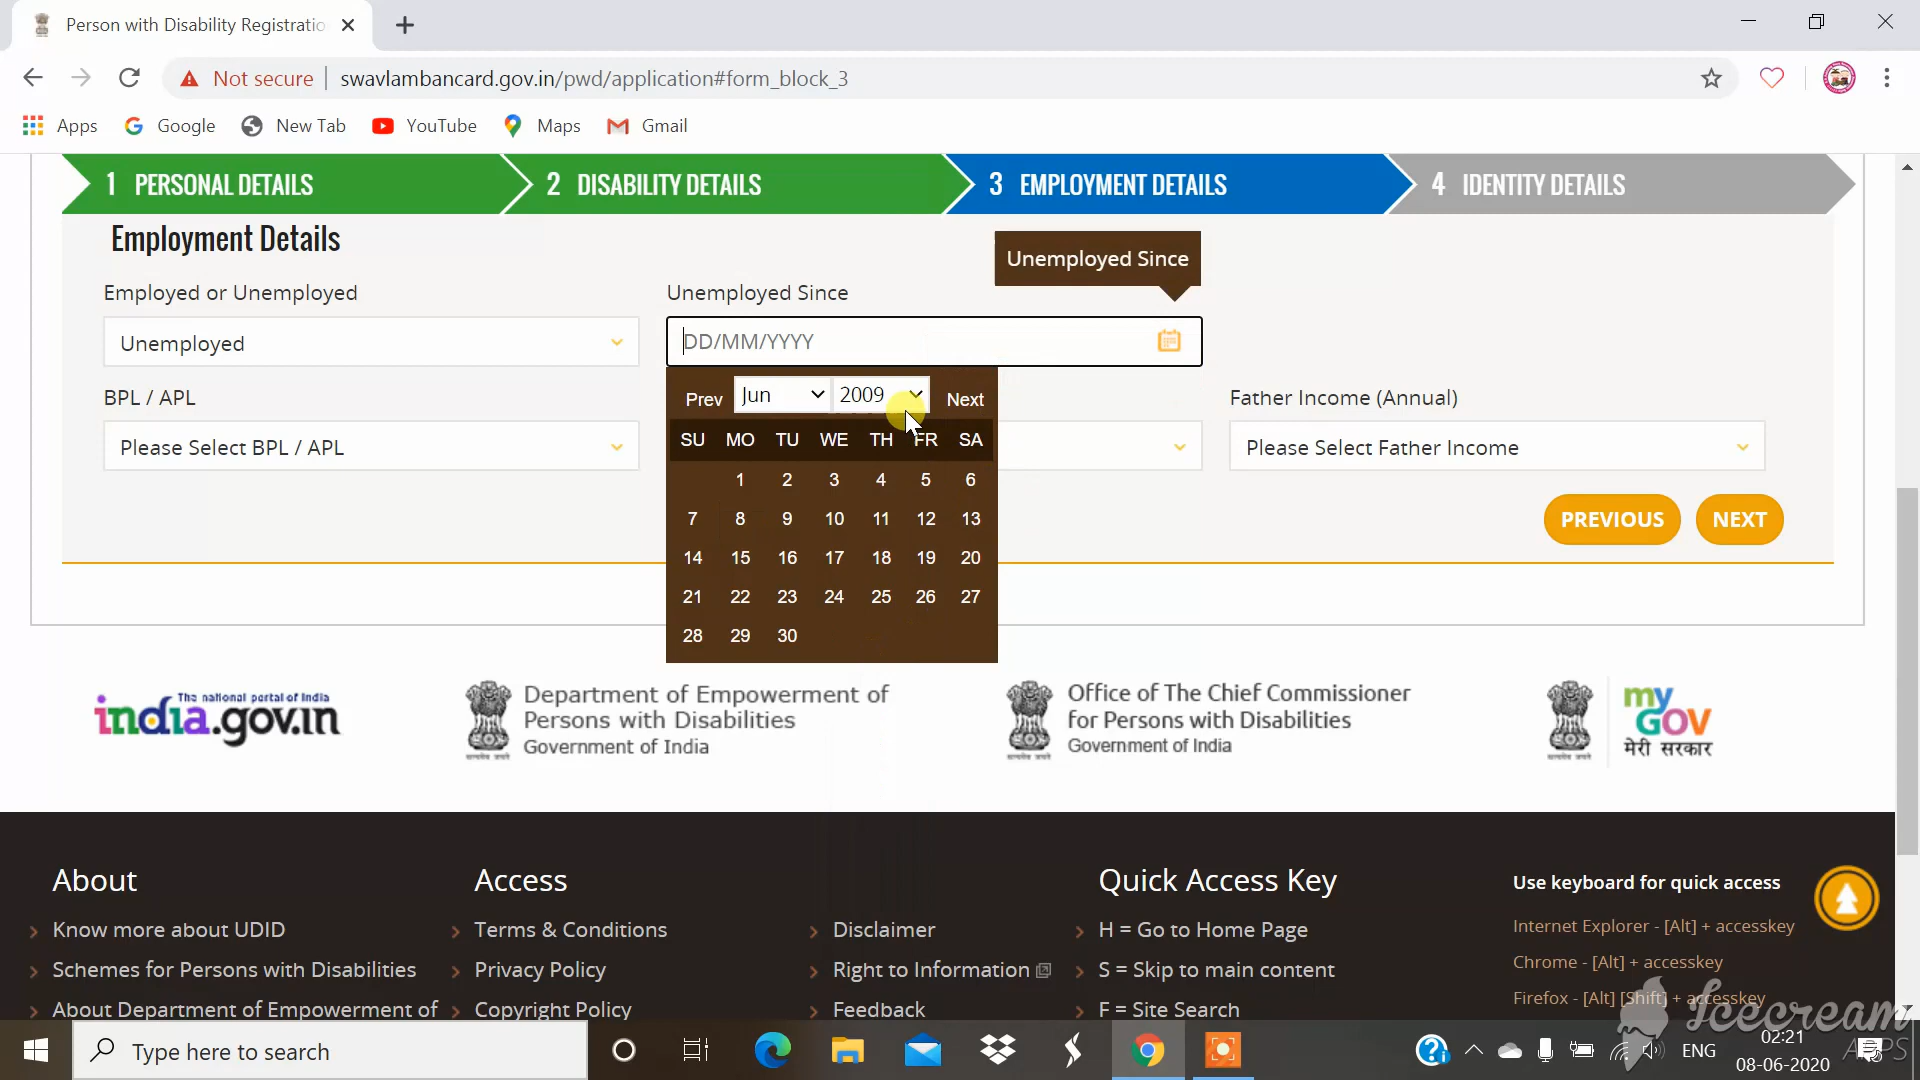 Person with Disability Registratio
Not secure
swavlambancard.gov.in/pwd/application#form_block_3
Apps
Google
New Tab
YouTube
Maps
Gmail
1 PERSONAL DETAILS
2 DISABILITY DETAILS
3 EMPLOYMENT DETAILS
4 IDENTITY DETAILS
Employment Details
Unemployed Since
Employed or Unemployed
Unemployed Since
Unemployed
DD/MM/YYYY
BPL / APL
Prev Jun 2009 Next
Father Income (Annual)
Please Select BPL / APL
Please Select Father Income
SU MO TU WE TH FR SA
1 2 3 4 5 6
7 8 9 10 11 12 13
14 15 16 17 18 19 20
21 22 23 24 25 26 27
28 29 30
PREVIOUS
NEXT
The national portal of India
india.gov.in
Department of Empowerment of
Persons with Disabilities
Government of India
Office of The Chief Commissioner
for Persons with Disabilities
Government of India
my
GOV
मेरी सरकार
About
Know more about UDID
Schemes for Persons with Disabilities
About Department of Empowerment of
Access
Terms & Conditions
Privacy Policy
Copyright Policy
Disclaimer
Right to Information
Feedback
Quick Access Key
H = Go to Home Page
S = Skip to main content
F = Site Search
Use keyboard for quick access
Internet Explorer - [Alt] + accesskey
Chrome - [Alt] + accesskey
Firefox - [Alt] [Shift] + accesskey
Icecream
APPS
Type here to search
ENG
02:21
08-06-2020